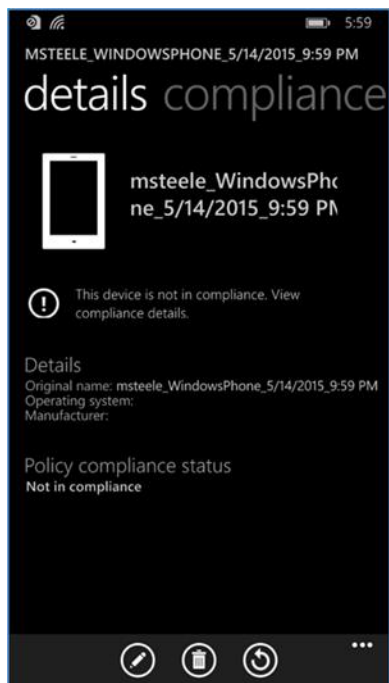 5:59
MSTEELE_WINDOWSPHONE_5/14/2015_9:59 PM
details compliance
msteele_WindowsPho
ne_5/14/2015_9:59 PM
This device is not in compliance. View
compliance details.
Details
Original name: msteele_WindowsPhone_5/14/2015_9:59 PM
Operating system:
Manufacturer:
Policy compliance status
Not in compliance